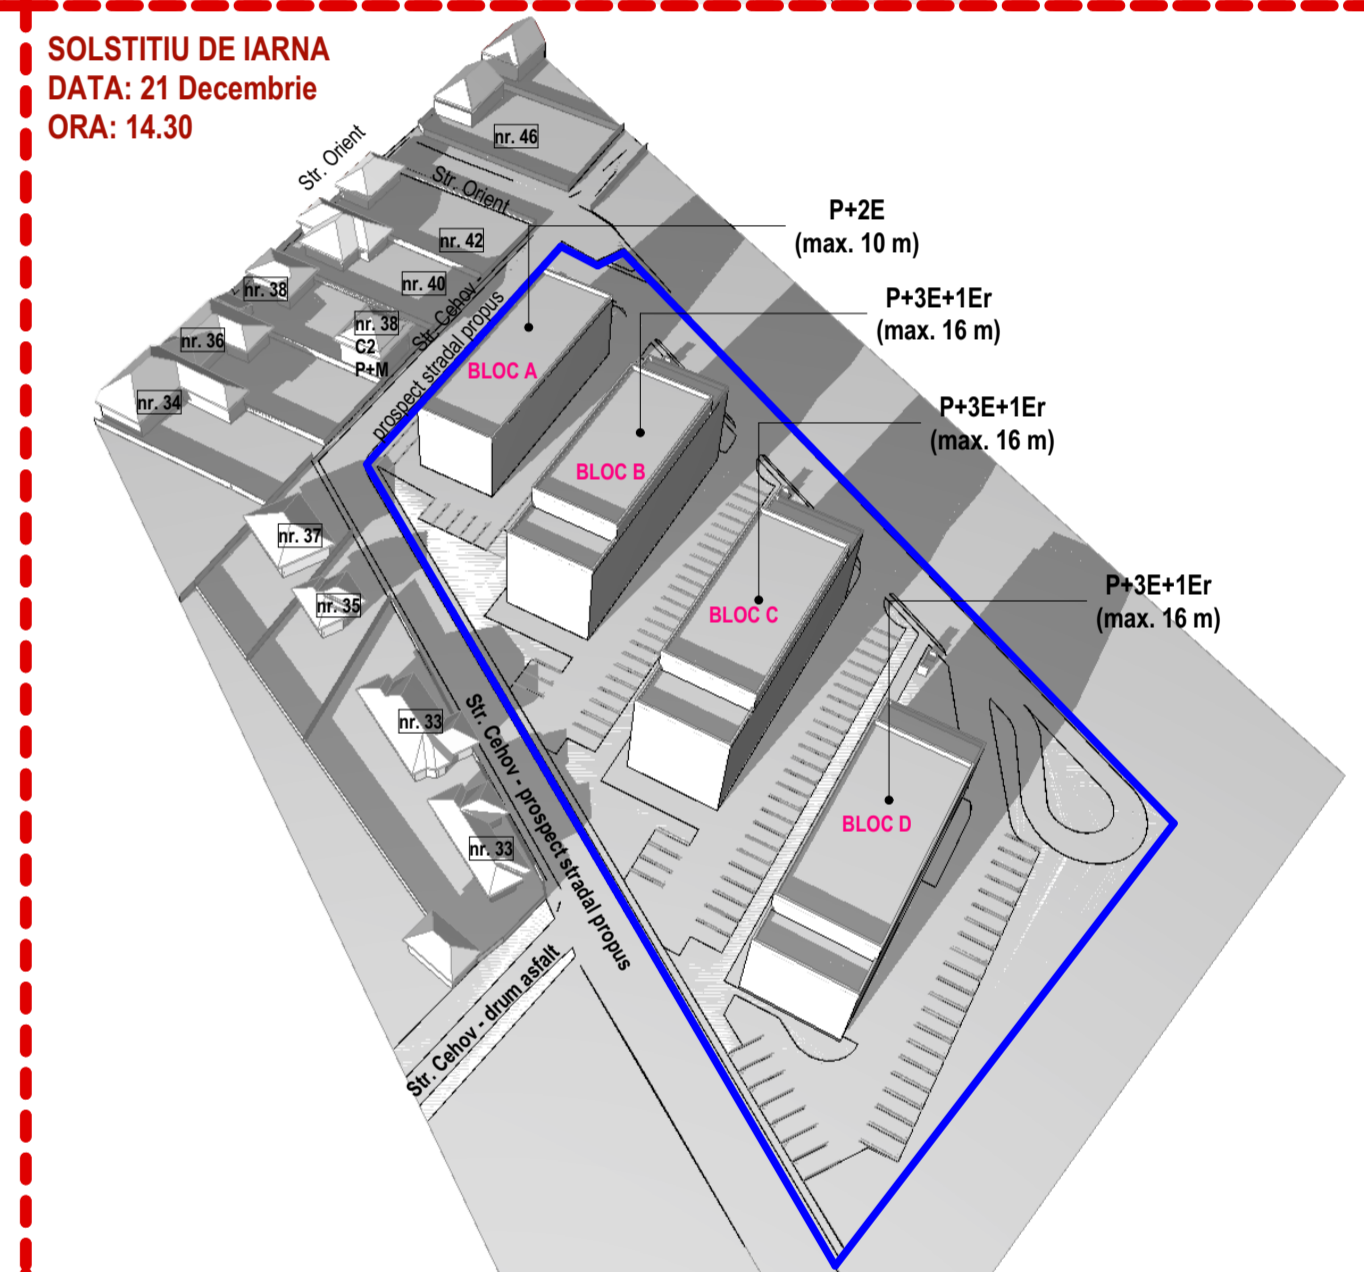 SOLSTITIU DE IARNA
DATA: 21 Decembrie
ORA: 14.30
Str. Orient
Str. Orient
nr. 46
nr. 42
nr. 40
nr. 38
nr. 38
C2
P+M
nr. 36
nr. 34
Str. Cehov -
prospect stradal propus
P+2E
(max. 10 m)
P+3E+1Er
(max. 16 m)
P+3E+1Er
(max. 16 m)
P+3E+1Er
(max. 16 m)
BLOC A
BLOC B
BLOC C
BLOC D
nr. 37
nr. 35
nr. 33
nr. 33
Str. Cehov - prospect stradal propus
Str. Cehov - drum asfalt